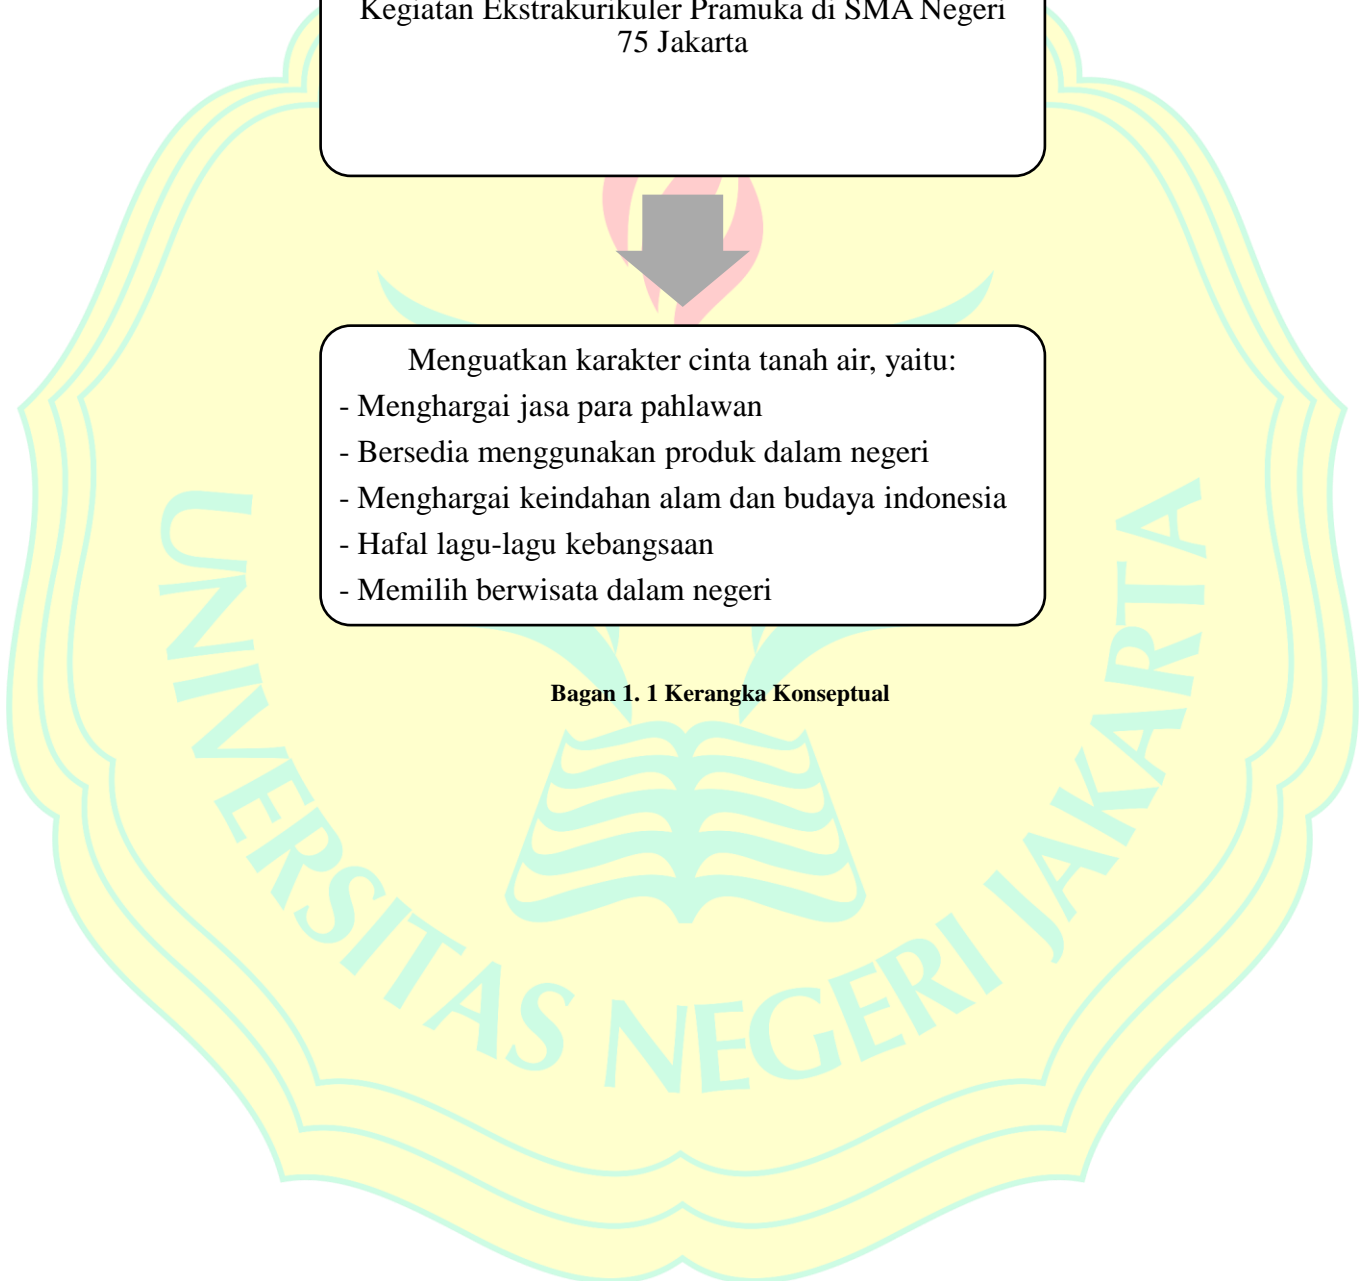 Kegiatan Ekstrakurikuler Pramuka di SMA Negeri
75 Jakarta
Menguatkan karakter cinta tanah air, yaitu:
- Menghargai jasa para pahlawan
- Bersedia menggunakan produk dalam negeri
- Menghargai keindahan alam dan budaya indonesia
- Hafal lagu-lagu kebangsaan
- Memilih berwisata dalam negeri
Bagan 1. 1 Kerangka Konseptual
UNIVERSITAS NEGERI JAKARTA